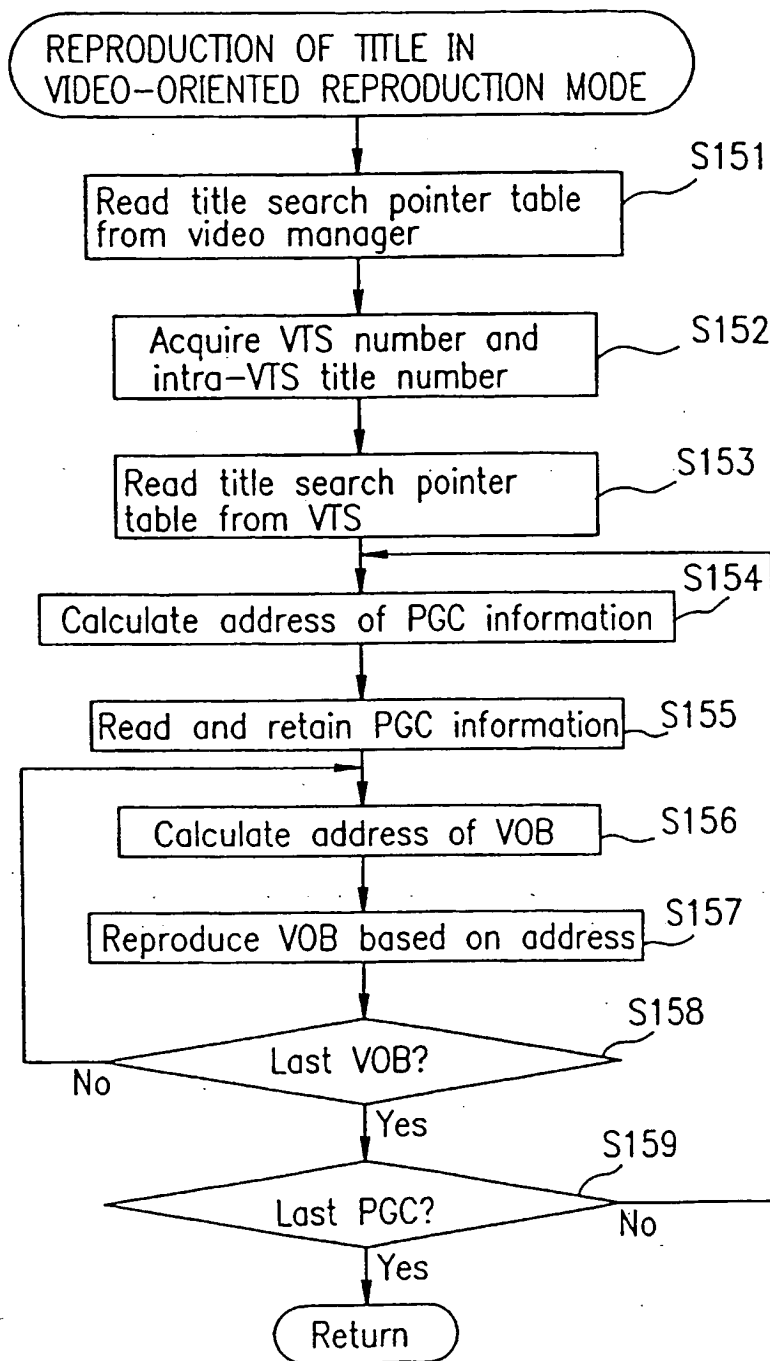 REPRODUCTION OF TITLE IN
VIDEO-ORIENTED REPRODUCTION MODE
S151
Read title search pointer table
from video manager
S152
Acquire VTS number and
intra-VTS title number
S153
Read title search pointer
table from VTS
S154
Calculate address of PGC information
S155
Read and retain PGC information
S156
Calculate address of VOB
S157
Reproduce VOB based on address
S158
Last VOB?
No
Yes
S159
Last PGC?
No
Yes
Return